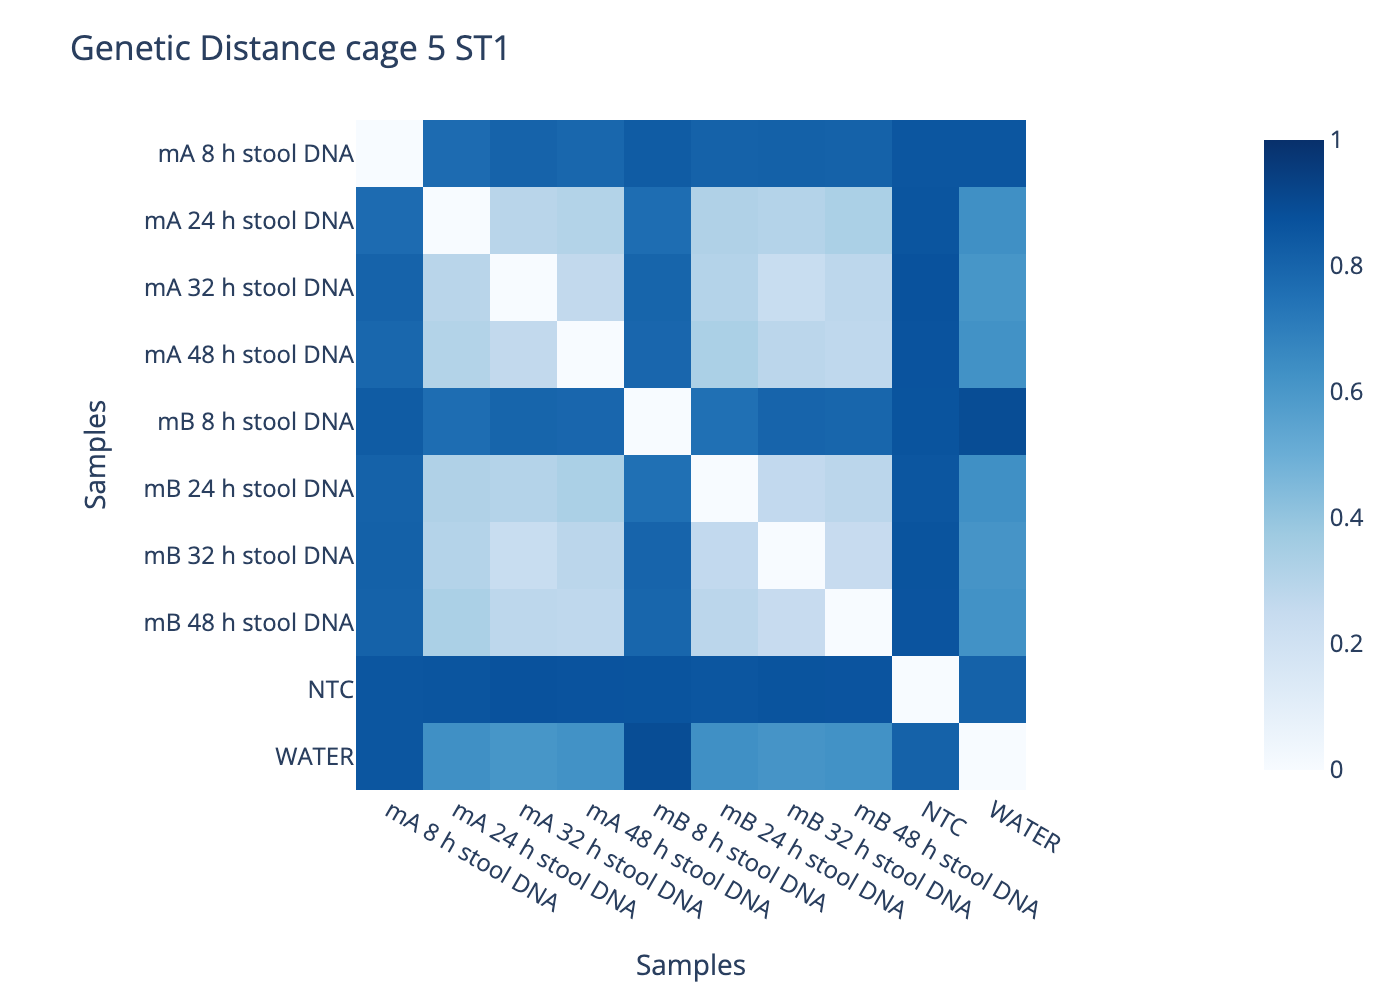 Genetic Distance cage 5 ST1
mA 8 h stool DNA
mA 24 h stool DNA
mA 32 h stool DNA
mA 48 h stool DNA
mB 8 h stool DNA
mB 24 h stool DNA
mB 32 h stool DNA
mB 48 h stool DNA
NTC
WATER
Samples
mA 8 h stool DNA
mA 24 h stool DNA
mA 32 h stool DNA
mA 48 h stool DNA
mB 8 h stool DNA
mB 24 h stool DNA
mB 32 h stool DNA
mB 48 h stool DNA
NTC
WATER
Samples
1
0.8
0.6
0.4
0.2
0